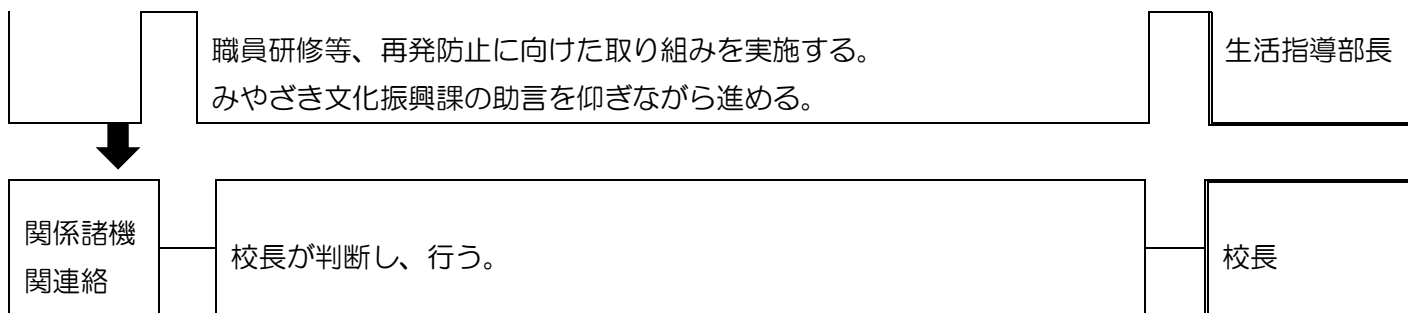 職員研修等、再発防止に向けた取り組みを実施する。
みやざき文化振興課の助言を仰ぎながら進める。
生活指導部長
関係諸機
関連絡
校長が判断し、行う。
校長